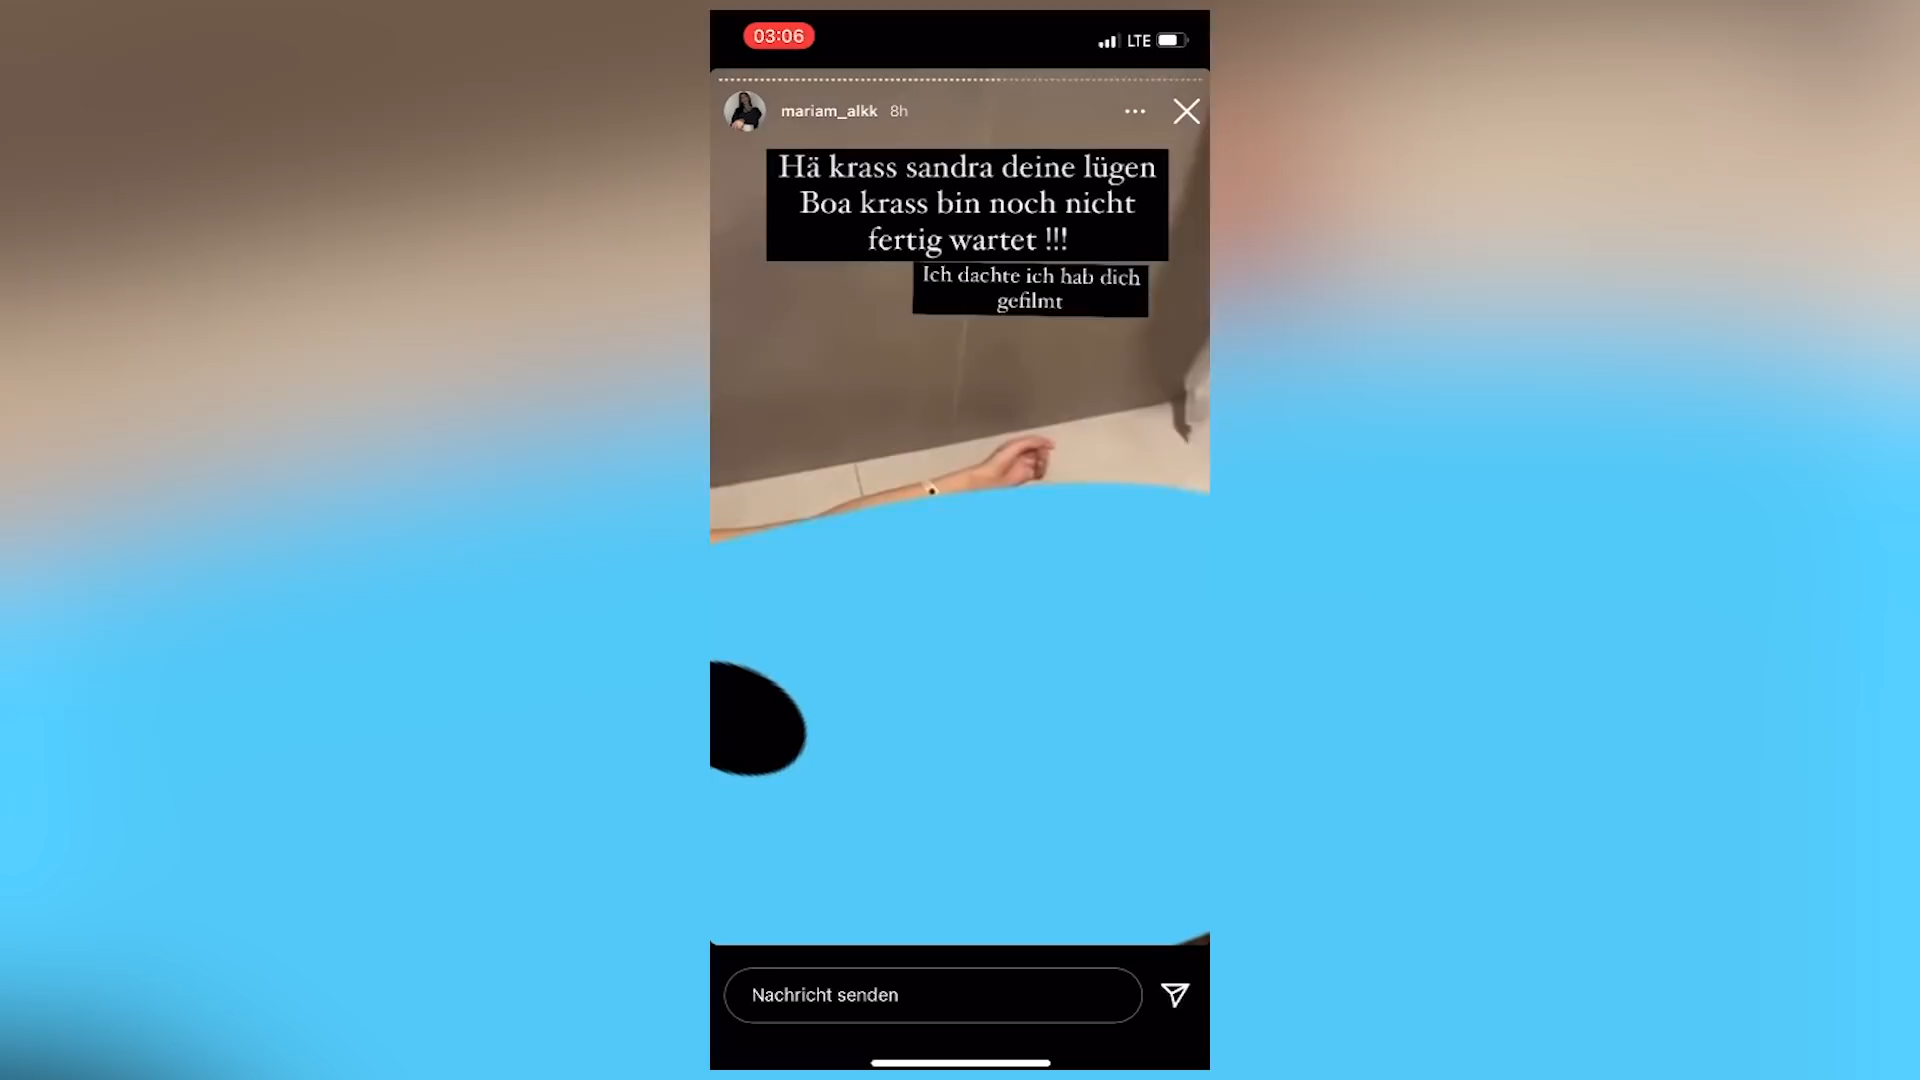 03:06
LTE
mariam_alkk 8h
Hä krass sandra deine lügen
Boa krass bin noch nicht
fertig wartet !!!
Ich dachte ich hab dich
gefilmt
Nachricht senden